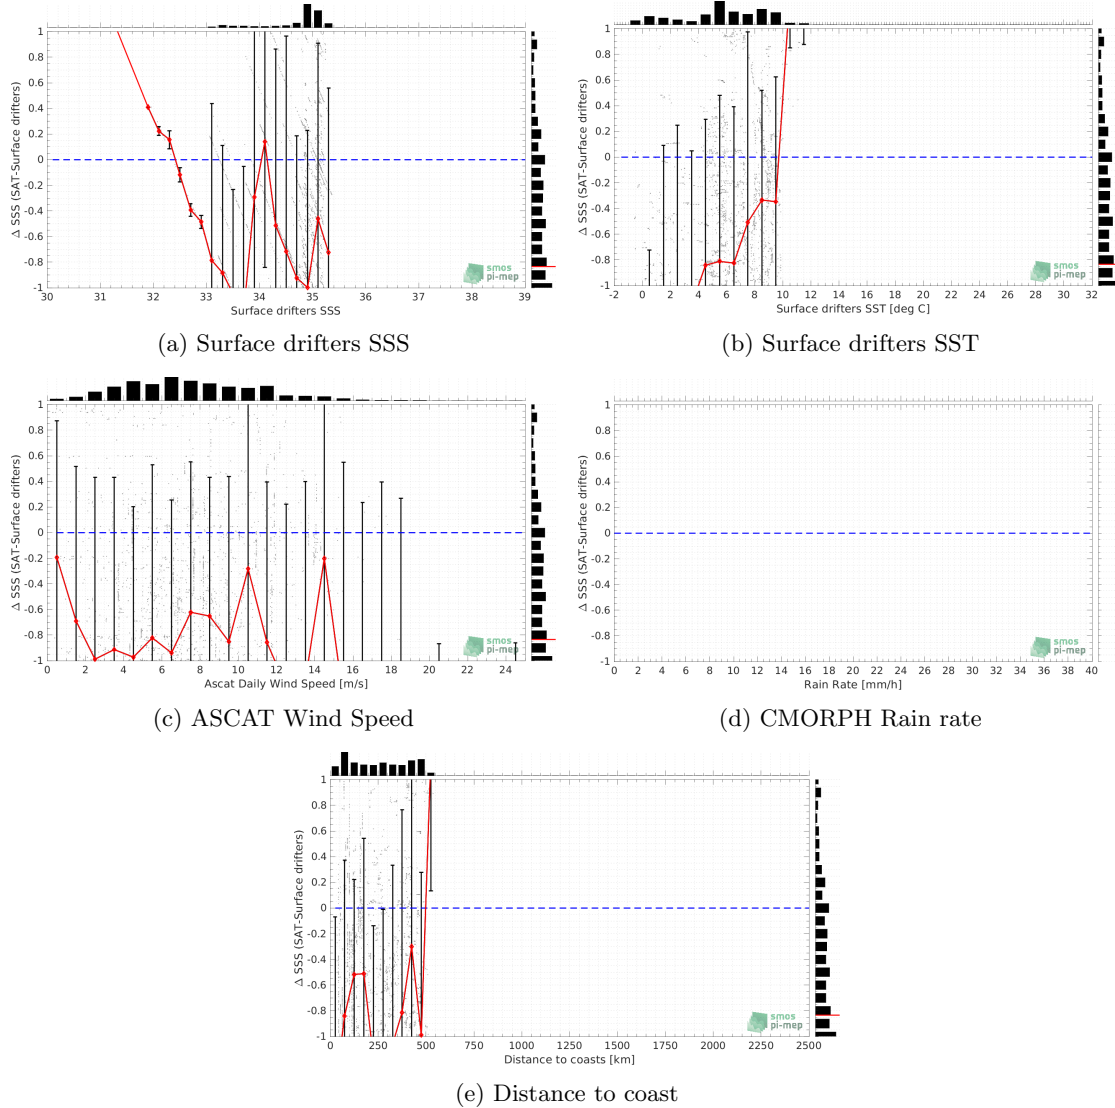 1
0.8
0.6
0.4
0.2
0
-0.2
-0.4
-0.6
-0.8
-1
Δ SSS (SAT-Surface drifters)
30 31 32 33 34 35 36 37 38 39
Surface drifters SSS
smos
pi-mep
(a) Surface drifters SSS
1
0.8
0.6
0.4
0.2
0
-0.2
-0.4
-0.6
-0.8
-1
Δ SSS (SAT-Surface drifters)
-2 0 2 4 6 8 10 12 14 16 18 20 22 24 26 28 30 32
Surface drifters SST [deg C]
smos
pi-mep
(b) Surface drifters SST
1
0.8
0.6
0.4
0.2
0
-0.2
-0.4
-0.6
-0.8
-1
Δ SSS (SAT-Surface drifters)
0 2 4 6 8 10 12 14 16 18 20 22 24
Ascat Daily Wind Speed [m/s]
smos
pi-mep
(c) ASCAT Wind Speed
1
0.8
0.6
0.4
0.2
0
-0.2
-0.4
-0.6
-0.8
-1
Δ SSS (SAT-Surface drifters)
0 2 4 6 8 10 12 14 16 18 20 22 24 26 28 30 32 34 36 38 40
Rain Rate [mm/h]
smos
pi-mep
(d) CMORPH Rain rate
1
0.8
0.6
0.4
0.2
0
-0.2
-0.4
-0.6
-0.8
-1
Δ SSS (SAT-Surface drifters)
0 250 500 750 1000 1250 1500 1750 2000 2250 2500
Distance to coasts [km]
smos
pi-mep
(e) Distance to coast